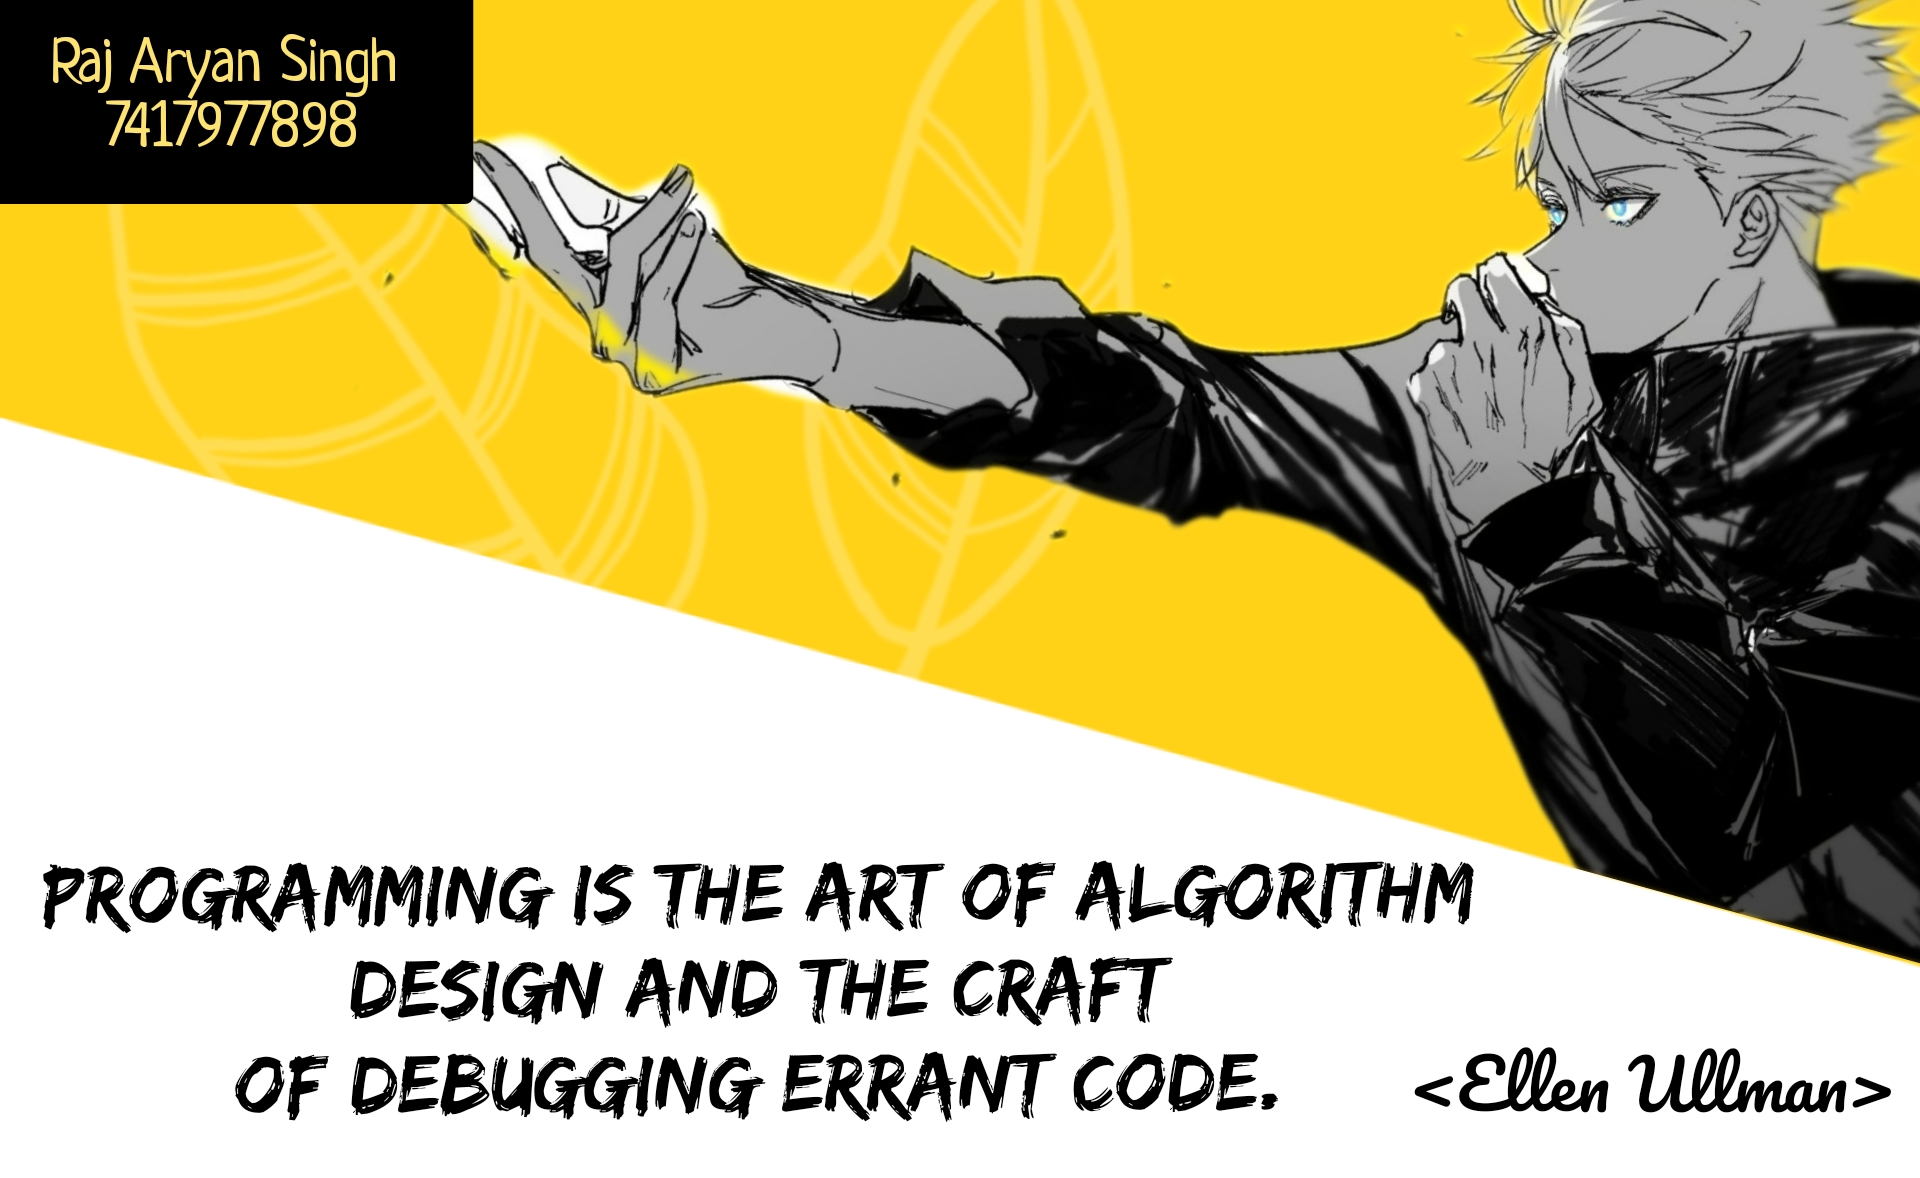 Raj Aryan Singh
7417977898
PROGRAMMING IS THE ART OF ALGORITHM
DESIGN AND THE CRAFT
OF DEBUGGING ERRANT CODE.
<Ellen Ullman>